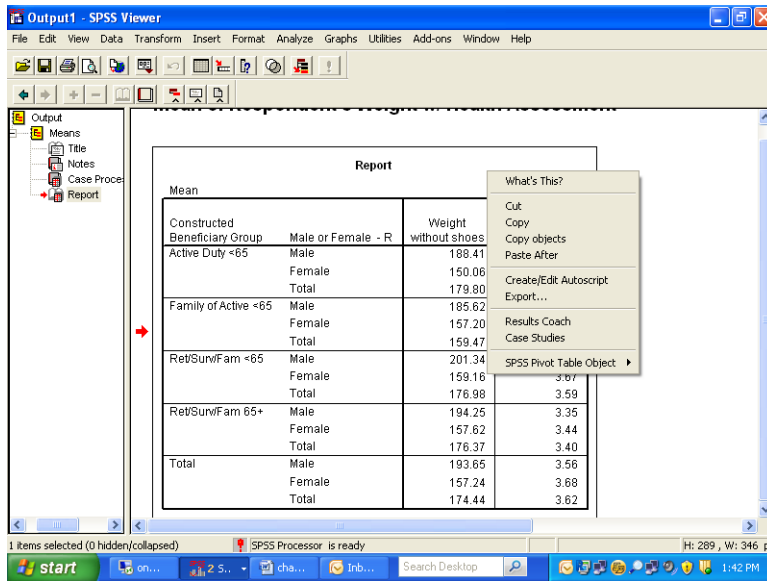 Output1 - SPSS Viewer
File Edit View Data Transform Insert Format Analyze Graphs Utilities Add-ons Window Help
Output
Means
Title
Notes
Case Proce
Report
Report
Mean
Constructed Beneficiary Group Male or Female - R Weight without shoes
Active Duty <65 Male 188.41
Female 150.06
Total 179.80
Family of Active <65 Male 185.62
Female 157.20
Total 159.47
Ret/Surv/Fam <65 Male 201.34
Female 159.16 3.67
Total 176.98 3.59
Ret/Surv/Fam 65+ Male 194.25 3.35
Female 157.62 3.44
Total 176.37 3.40
Total Male 193.65 3.56
Female 157.24 3.68
Total 174.44 3.62
What's This?
Cut
Copy
Copy objects
Paste After
Create/Edit Autoscript
Export...
Results Coach
Case Studies
SPSS Pivot Table Object
1 items selected (0 hidden/collapsed) SPSS Processor is ready H: 289 , W: 346 p
start on... 2 S.. cha... Inb... Search Desktop 1:42 PM